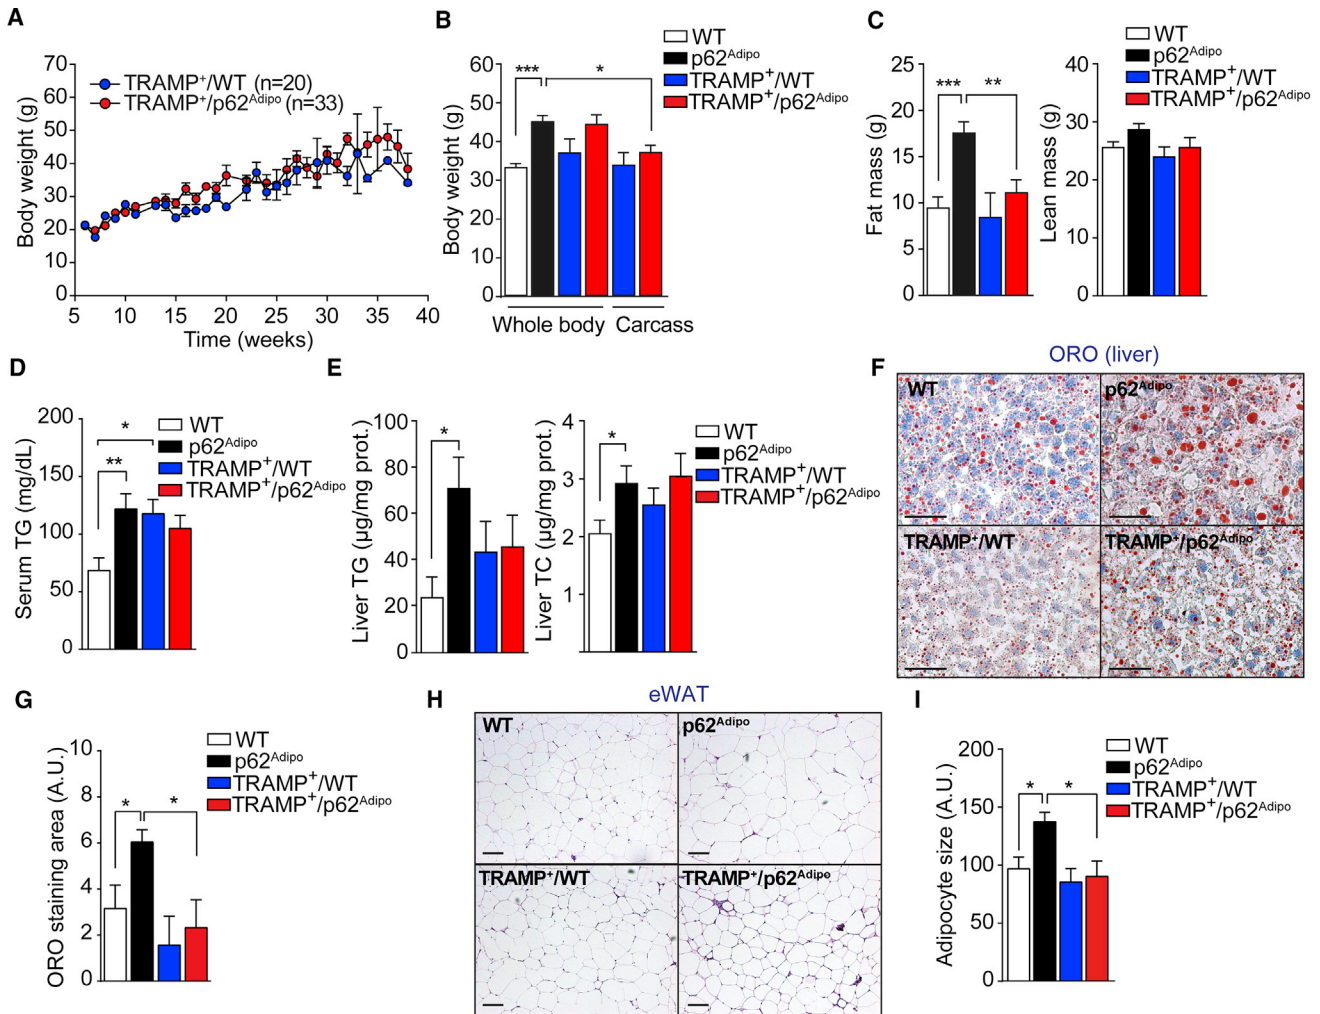 A
Body weight (g)
70
60
50
40
30
20
10
0
5
10
15
20
25
30
35
40
Time (weeks)
TRAMP+/WT (n=20)
TRAMP+/p62Adipo (n=33)
B
WT
p62Adipo
TRAMP+/WT
TRAMP+/p62Adipo
Body weight (g)
60
50
40
30
20
10
0
***
*
Whole body
Carcass
C
WT
p62Adipo
TRAMP+/WT
TRAMP+/p62Adipo
Fat mass (g)
25
20
15
10
5
0
***
**
Lean mass (g)
40
30
20
10
0
D
Serum TG (mg/dL)
200
150
100
50
0
*
**
WT
p62Adipo
TRAMP+/WT
TRAMP+/p62Adipo
E
Liver TG (µg/mg prot.)
100
80
60
40
20
0
*
Liver TC (µg/mg prot.)
4
3
2
1
*
WT
p62Adipo
TRAMP+/WT
TRAMP+/p62Adipo
F
ORO (liver)
WT
p62Adipo
TRAMP+/WT
TRAMP+/p62Adipo
G
ORO staining area (A.U.)
10
8
6
4
2
0
*
*
WT
p62Adipo
TRAMP+/WT
TRAMP+/p62Adipo
H
eWAT
WT
p62Adipo
TRAMP+/WT
TRAMP+/p62Adipo
I
Adipocyte size (A.U.)
200
150
100
50
0
*
*
WT
p62Adipo
TRAMP+/WT
TRAMP+/p62Adipo